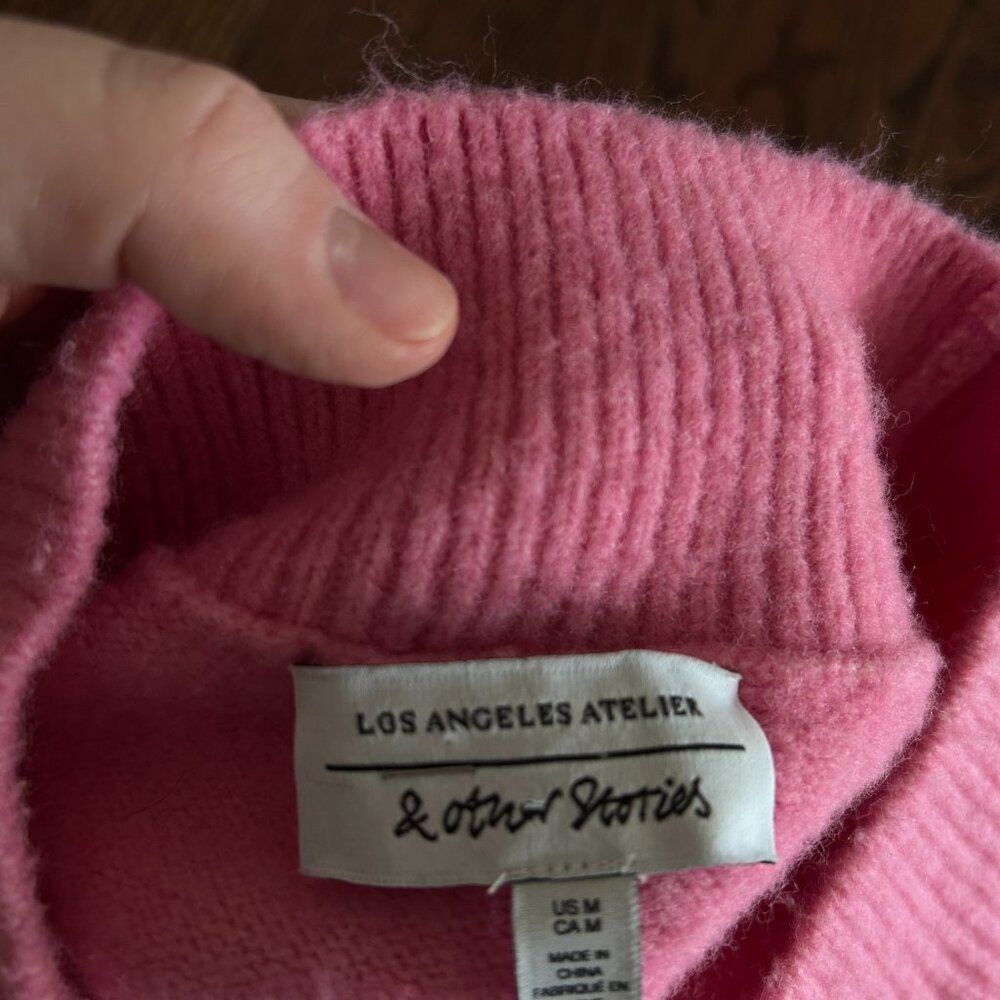 LOS ANGELES ATELIER
& other Stories
US M
CA M
MADE IN
CHINA
FABRIQUÉ EN